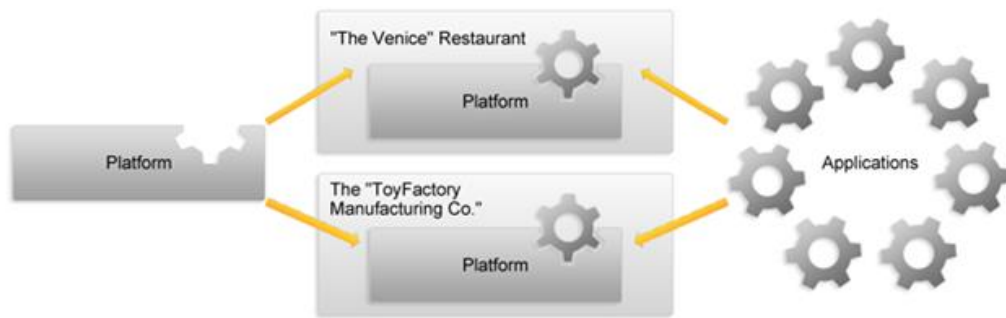 Platform
"The Venice" Restaurant
Platform
The "ToyFactory
Manufacturing Co."
Platform
Applications